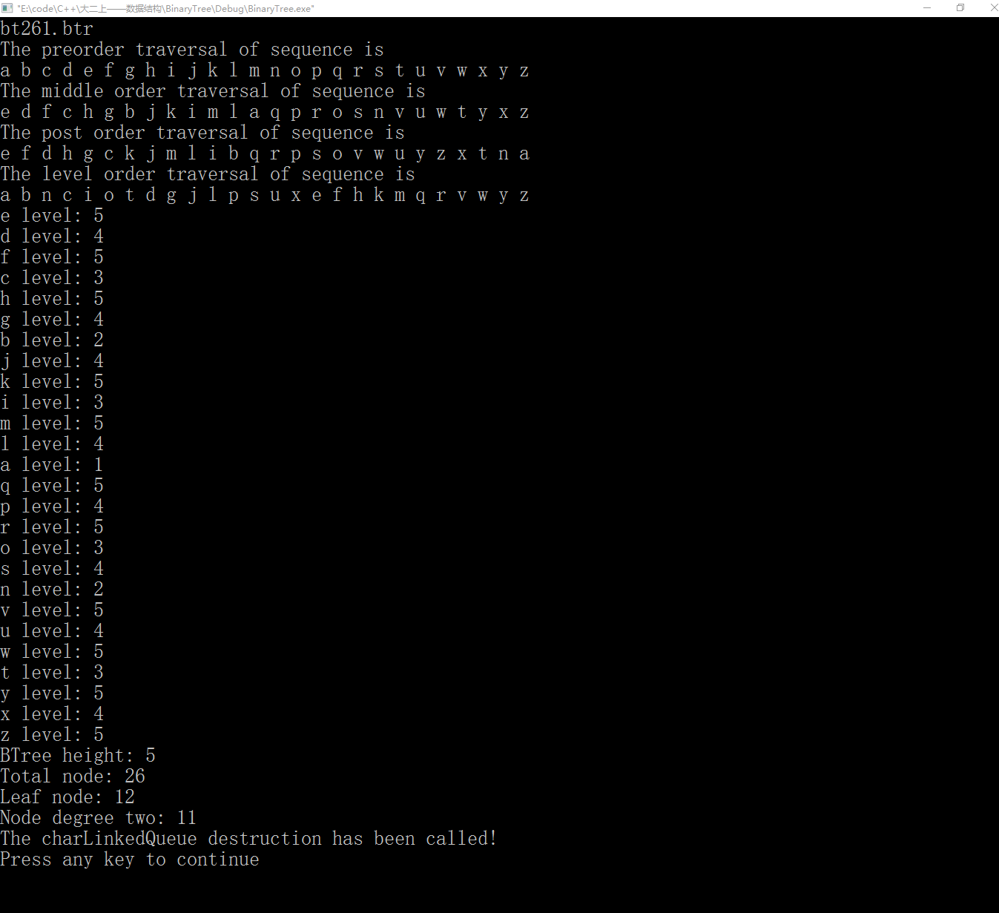 "E:\code\C++\大二上——数据结构\BinaryTree\Debug\BinaryTree.exe"
bt261.btr
The preorder traversal of sequence is
a b c d e f g h i j k l m n o p q r s t u v w x y z
The middle order traversal of sequence is
e d f c h g b j k i m l a q p r o s n v u w t y x z
The post order traversal of sequence is
e f d h g c k j m l i b q r p s o v w u y z x t n a
The level order traversal of sequence is
a b n c i o t d g j l p s u x e f h k m q r v w y z
e level: 5
d level: 4
f level: 5
c level: 3
h level: 5
g level: 4
b level: 2
j level: 4
k level: 5
i level: 3
m level: 5
l level: 4
a level: 1
q level: 5
p level: 4
r level: 5
o level: 3
s level: 4
n level: 2
v level: 5
u level: 4
w level: 5
t level: 3
y level: 5
x level: 4
z level: 5
BTree height: 5
Total node: 26
Leaf node: 12
Node degree two: 11
The charLinkedQueue destruction has been called!
Press any key to continue